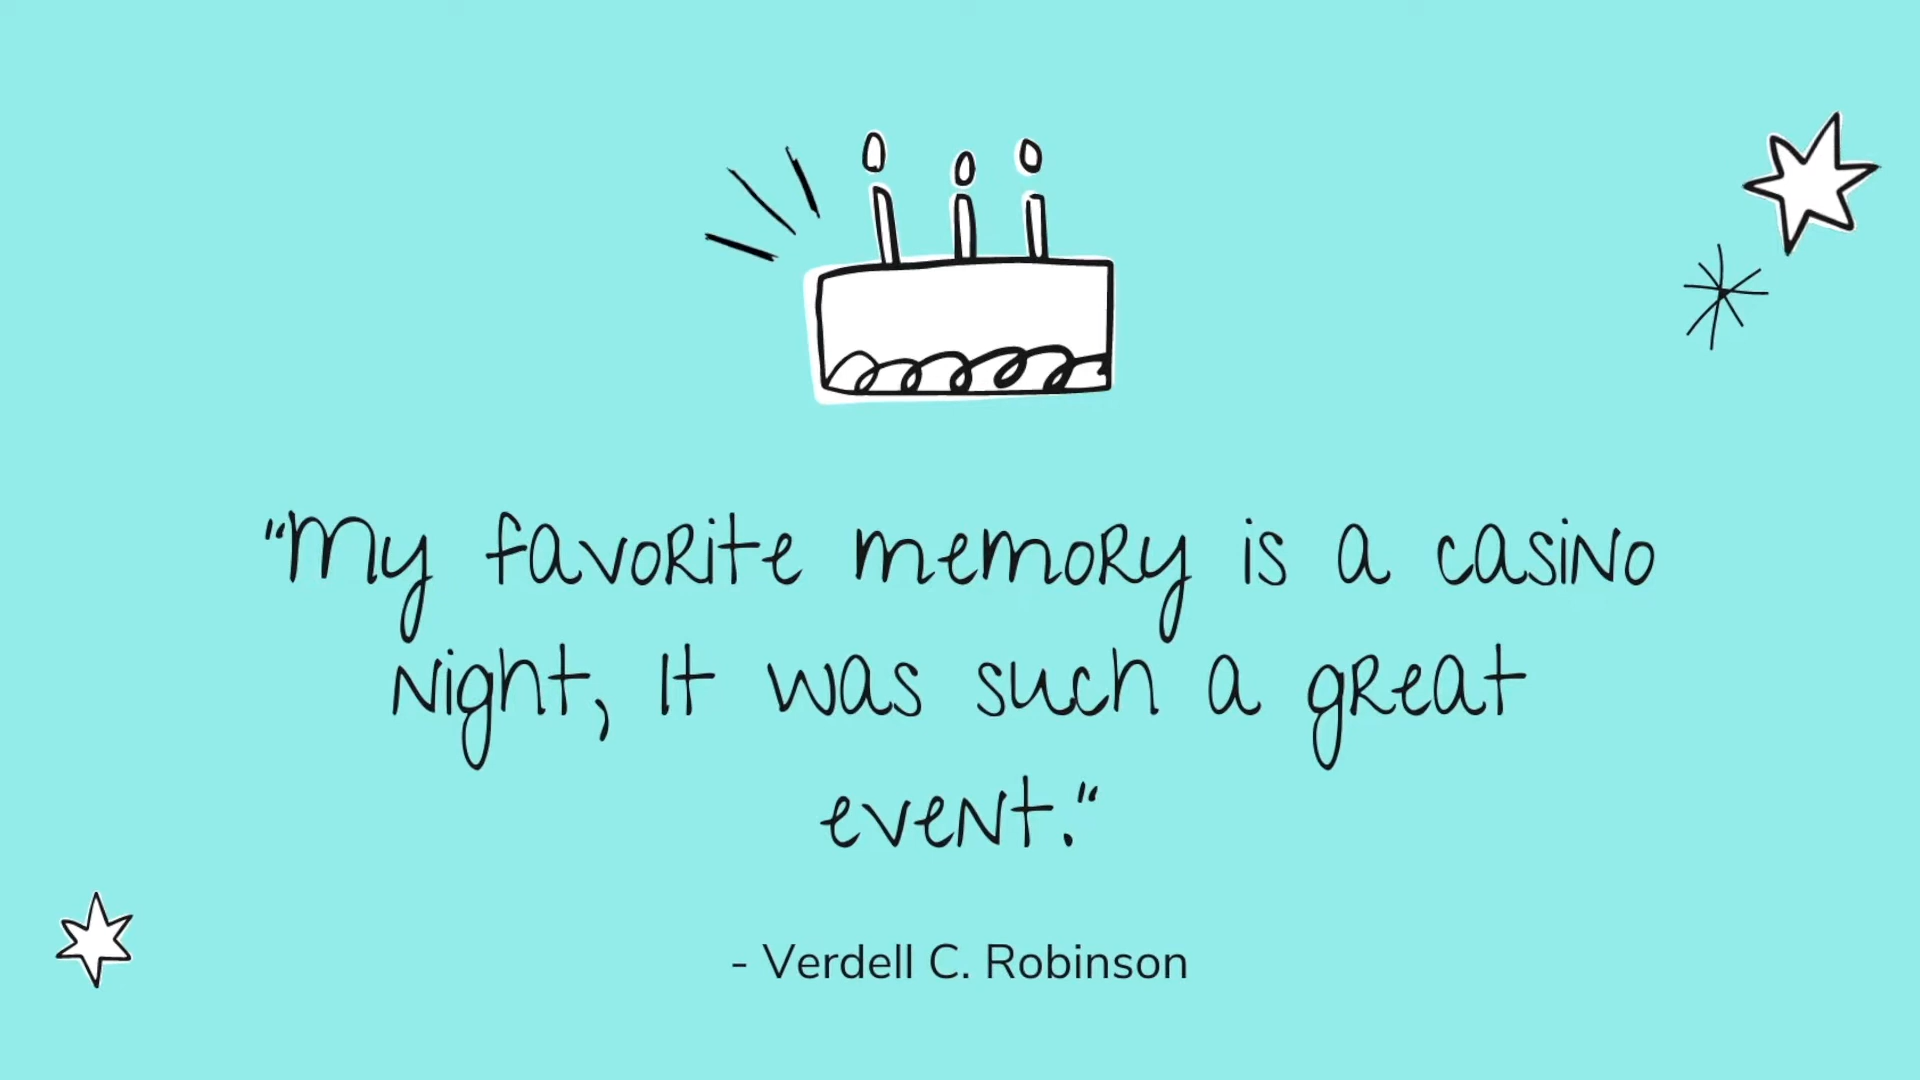 "My favorite memory is a casino
night, It was such a great
event."
- Verdell C. Robinson